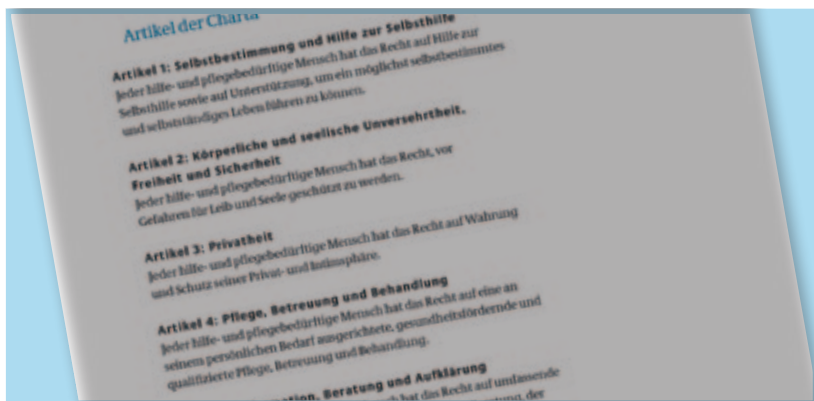 Artikel der Charta
Artikel 1: Selbstbestimmung und Hilfe zur Selbsthilfe
Jeder hilfe- und pflegebedürftige Mensch hat das Recht auf Hilfe zur
Selbsthilfe sowie auf Unterstützung, um ein möglichst selbstbestimmtes
und selbstständiges Leben führen zu können.
Artikel 2: Körperliche und seelische Unversehrtheit,
Freiheit und Sicherheit
Jeder hilfe- und pflegebedürftige Mensch hat das Recht, vor
Gefahren für Leib und Seele geschützt zu werden.
Artikel 3: Privatheit
Jeder hilfe- und pflegebedürftige Mensch hat das Recht auf Wahrung
und Schutz seiner Privat- und Intimsphäre.
Artikel 4: Pflege, Betreuung und Behandlung
Jeder hilfe- und pflegebedürftige Mensch hat das Recht auf eine an
seinem persönlichen Bedarf ausgerichtete, gesundheitsfördernde und
qualifizierte Pflege, Betreuung und Behandlung.
Beratung und Aufklärung
hat das Recht auf umfassende
der